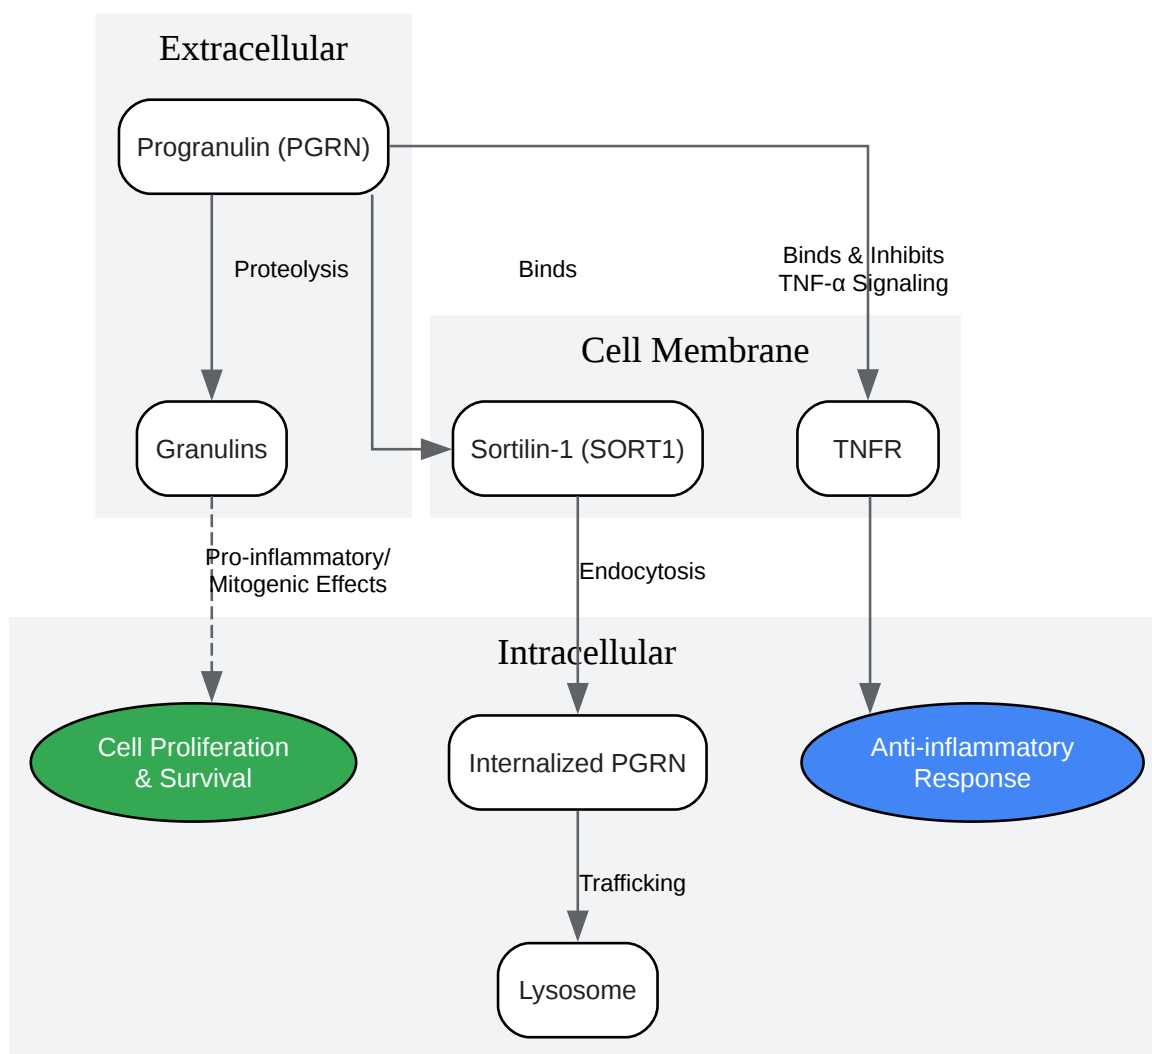 Extracellular
Progranulin (PGRN)
Proteolysis
Binds
Binds & Inhibits
TNF-α Signaling
Cell Membrane
Granulins
Sortilin-1 (SORT1)
TNFR
Pro-inflammatory/
Mitogenic Effects
Endocytosis
Intracellular
Cell Proliferation
& Survival
Internalized PGRN
Anti-inflammatory
Response
Trafficking
Lysosome